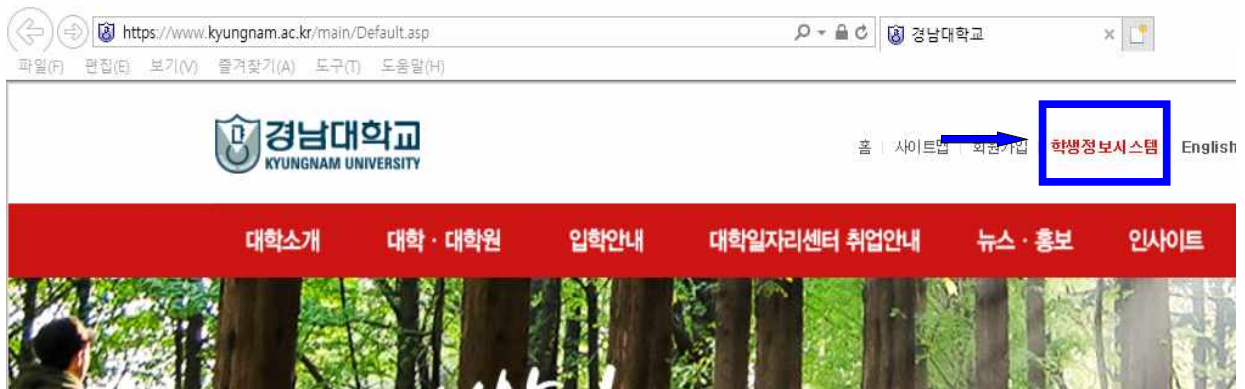 https://www.kyungnam.ac.kr/main/Default.asp
경남대학교
파일(F) 편집(E) 보기(V) 즐겨찾기(A) 도구(T) 도움말(H)
경남대학교
KYUNGNAM UNIVERSITY
홈 사이트맵 회원가입 학생정보시스템 English
대학소개 대학 · 대학원 입학안내 대학일자리센터 취업안내 뉴스 · 홍보 인사이트